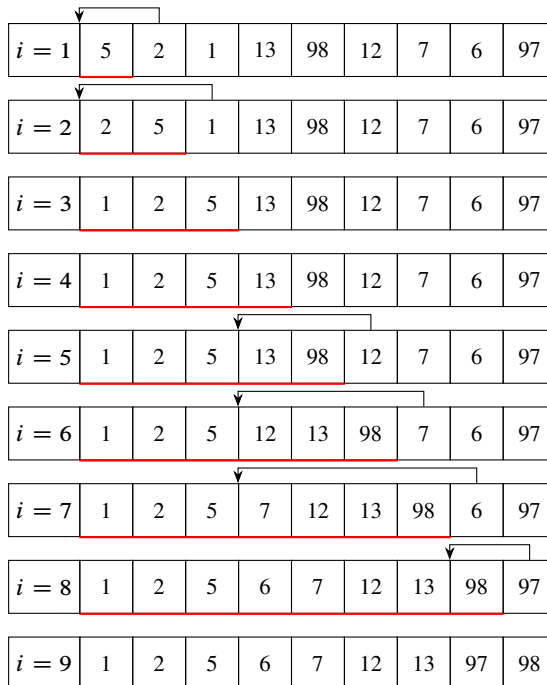 i = 1 5 2 1 13 98 12 7 6 97
i = 2 2 5 1 13 98 12 7 6 97
i = 3 1 2 5 13 98 12 7 6 97
i = 4 1 2 5 13 98 12 7 6 97
i = 5 1 2 5 13 98 12 7 6 97
i = 6 1 2 5 12 13 98 7 6 97
i = 7 1 2 5 7 12 13 98 6 97
i = 8 1 2 5 6 7 12 13 98 97
i = 9 1 2 5 6 7 12 13 97 98